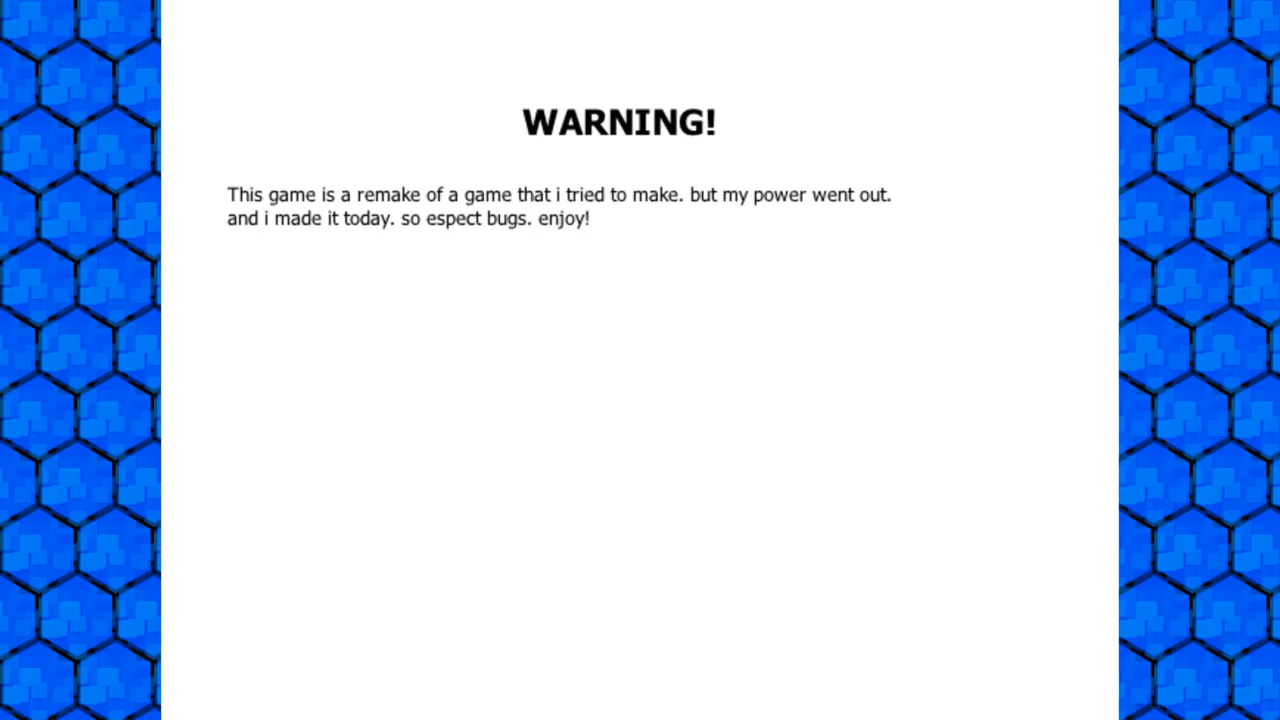 WARNING!
This game is a remake of a game that i tried to make. but my power went out.
and i made it today. so espect bugs. enjoy!